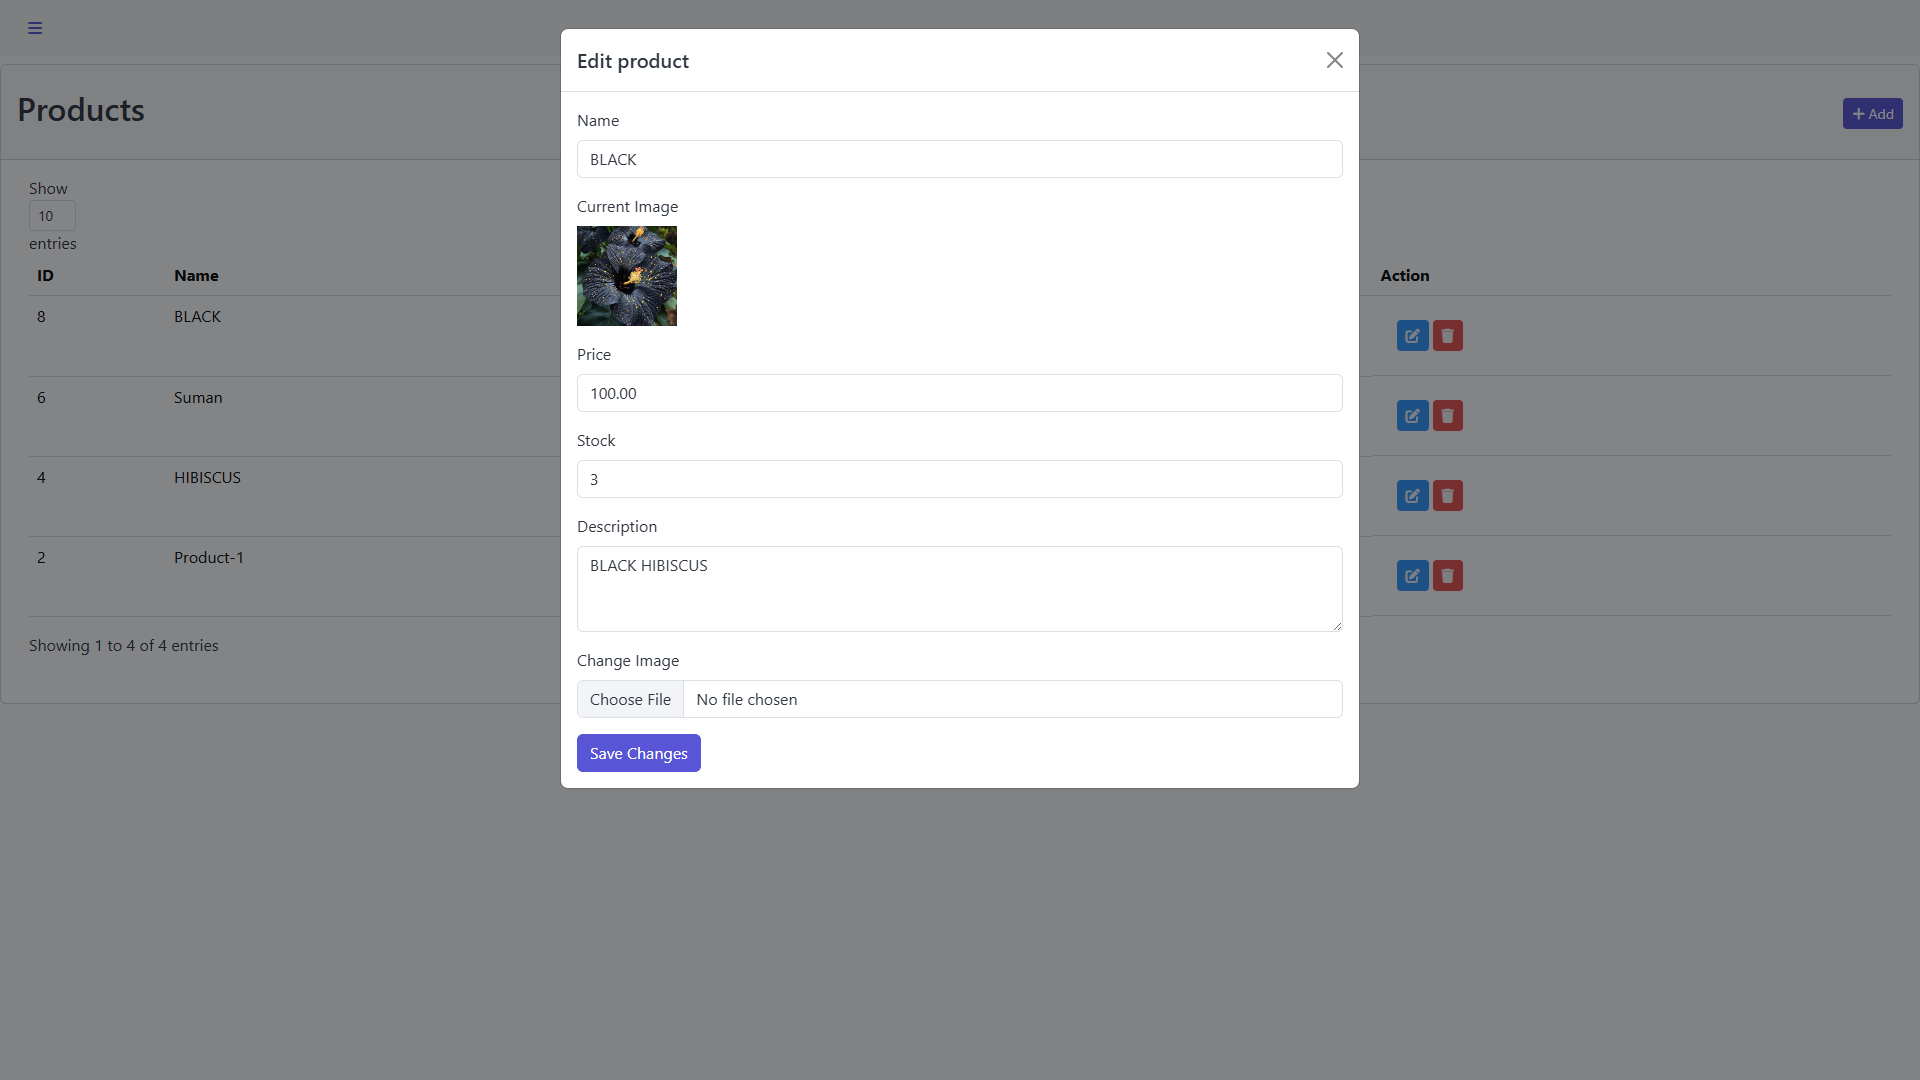 Edit product
Products
Add
Name
BLACK
Show
10
entries
Current Image
ID Name Action
8 BLACK
Price
100.00
6 Suman
Stock
3
4 HIBISCUS
Description
BLACK HIBISCUS
2 Product-1
Showing 1 to 4 of 4 entries
Change Image
Choose File No file chosen
Save Changes